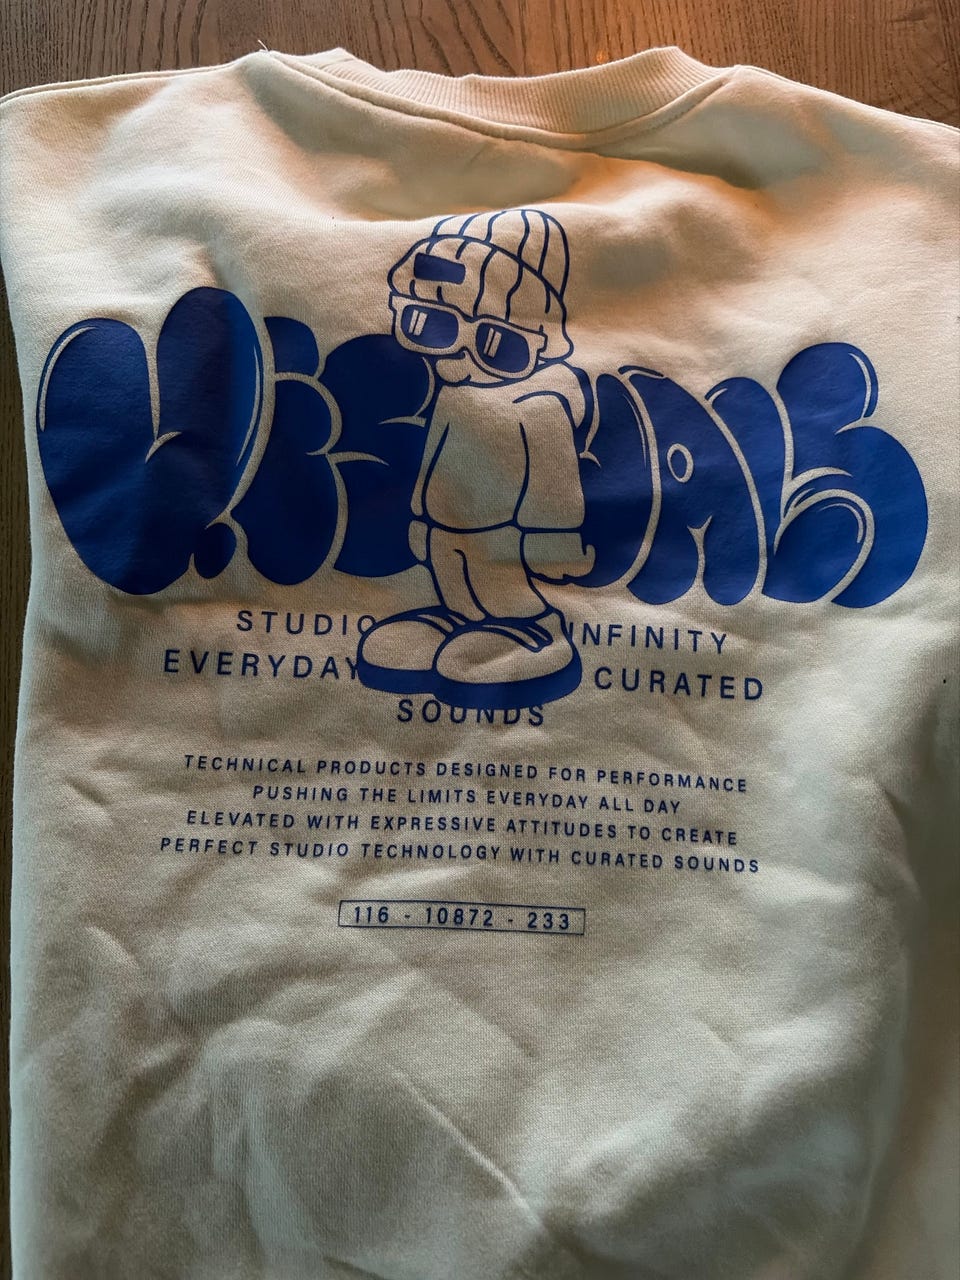 VISUALS
STUDIO INFINITY
EVERYDAY CURATED
SOUNDS
TECHNICAL PRODUCTS DESIGNED FOR PERFORMANCE
PUSHING THE LIMITS EVERYDAY ALL DAY
ELEVATED WITH EXPRESSIVE ATTITUDES TO CREATE
PERFECT STUDIO TECHNOLOGY WITH CURATED SOUNDS
116 - 10872 - 233